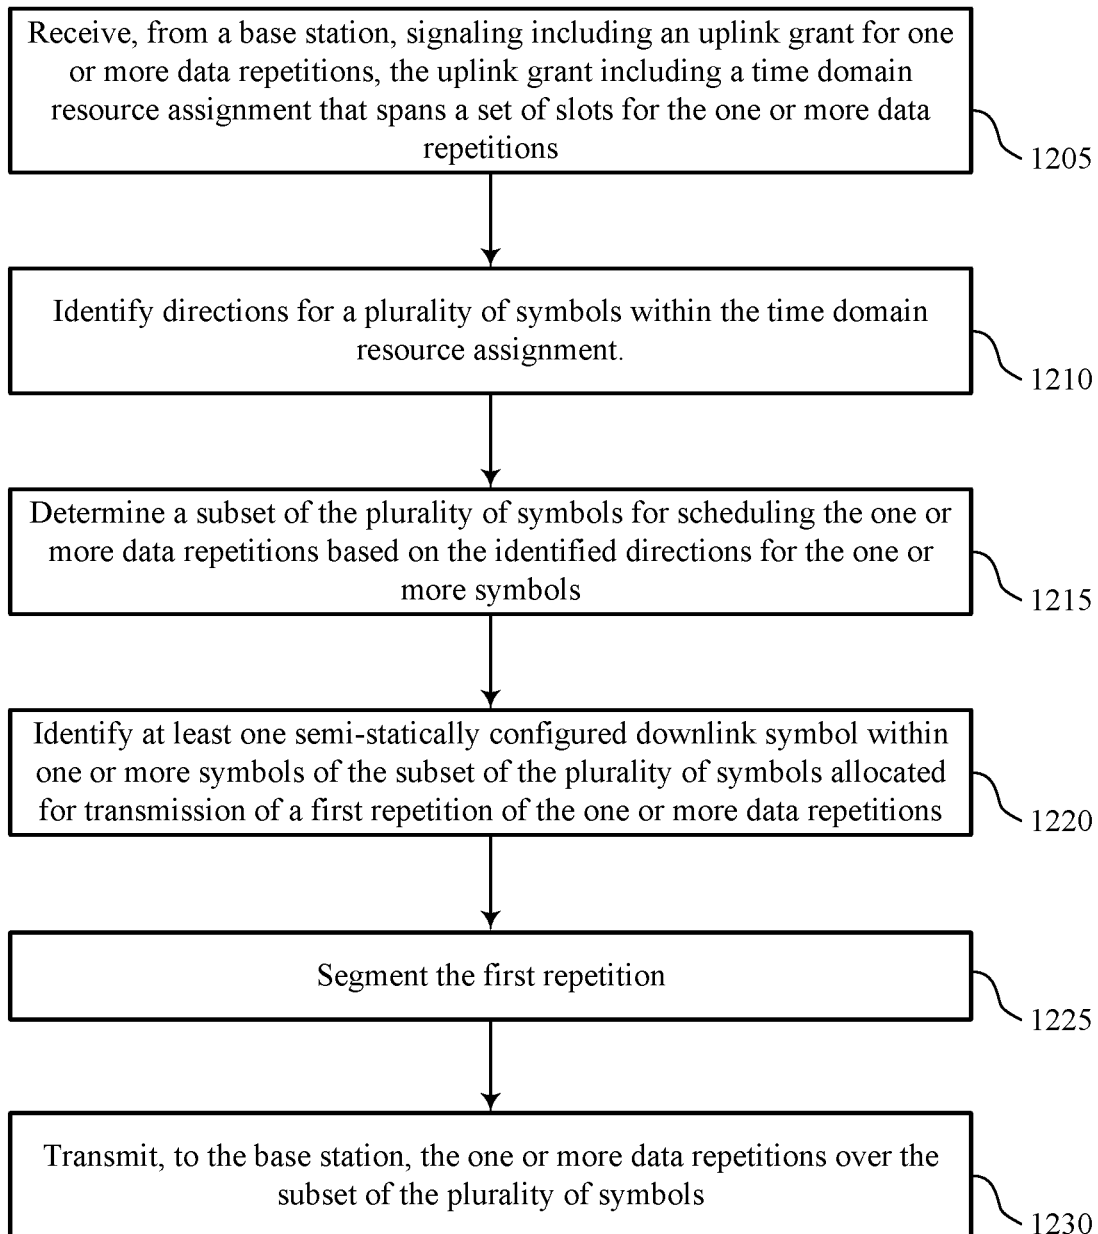 Receive, from a base station, signaling including an uplink grant for one
or more data repetitions, the uplink grant including a time domain
resource assignment that spans a set of slots for the one or more data
repetitions
1205
Identify directions for a plurality of symbols within the time domain
resource assignment.
1210
Determine a subset of the plurality of symbols for scheduling the one or
more data repetitions based on the identified directions for the one or
more symbols
1215
Identify at least one semi-statically configured downlink symbol within
one or more symbols of the subset of the plurality of symbols allocated
for transmission of a first repetition of the one or more data repetitions
1220
Segment the first repetition
1225
Transmit, to the base station, the one or more data repetitions over the
subset of the plurality of symbols
1230